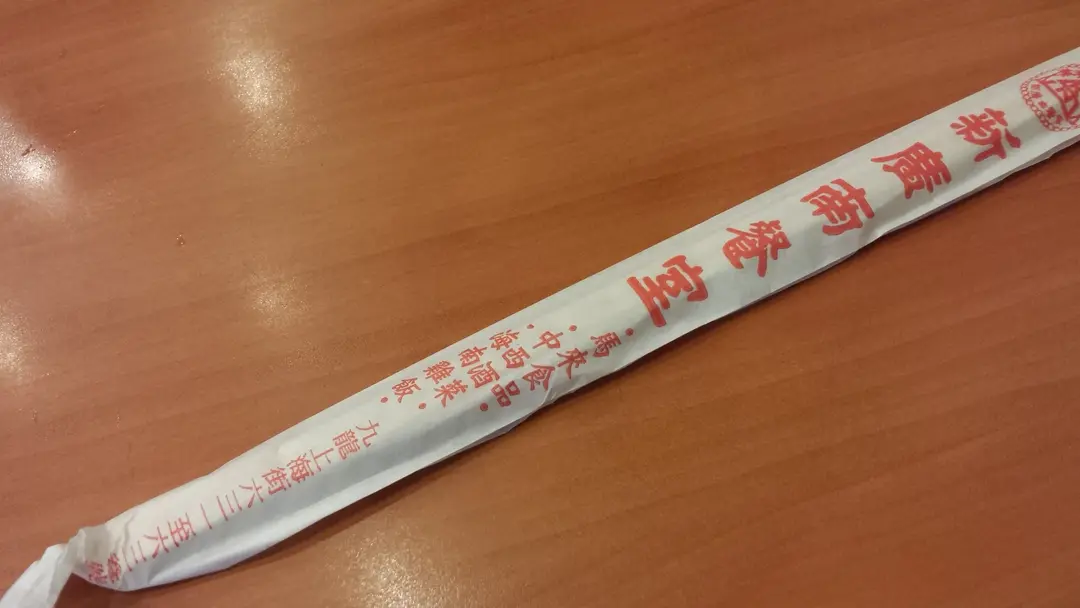 新廣南餐室
馬來食品
中西酒菜
海南雞飯
九龍上海街六三一至六三